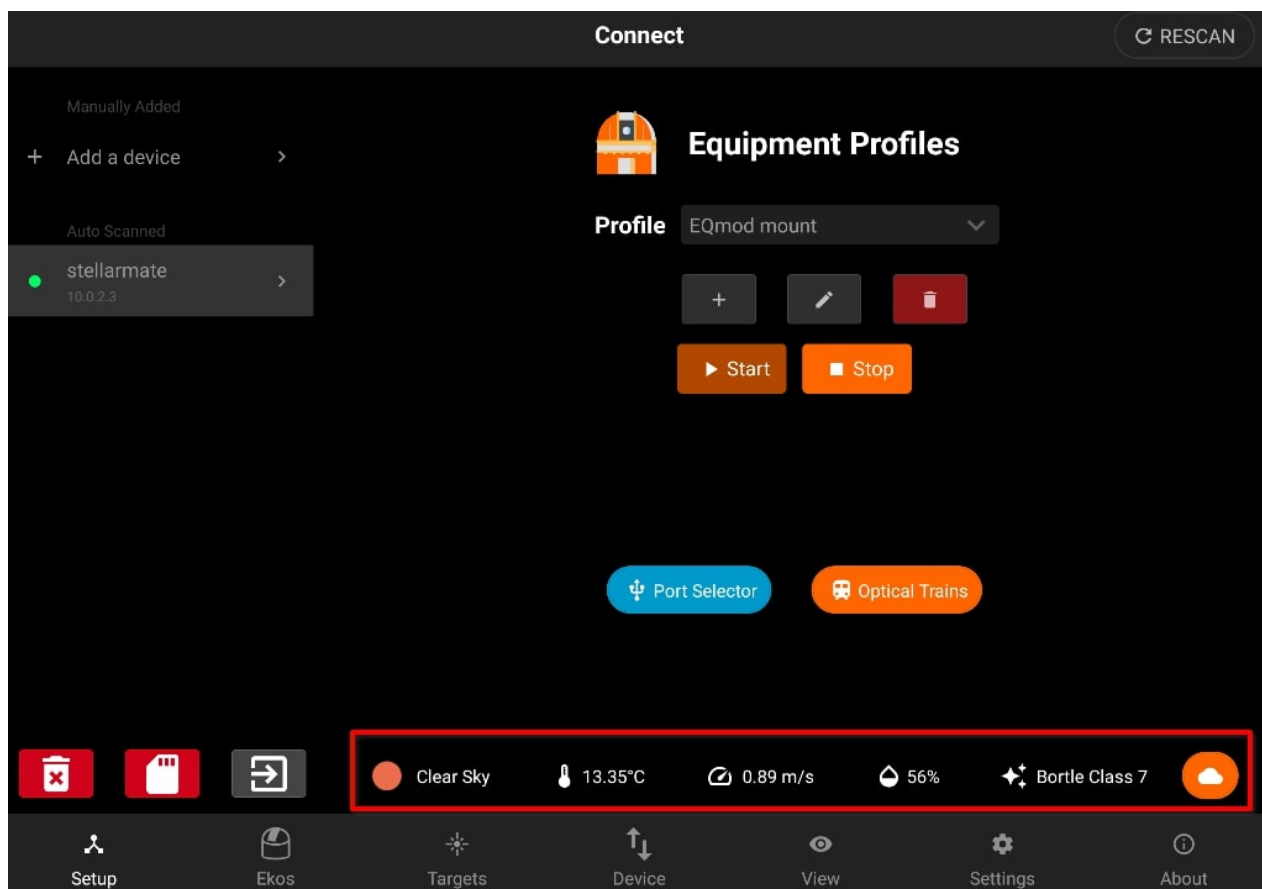 Connect
RESCAN
Manually Added
Add a device
Auto Scanned
stellarmate
10.0.2.3
Equipment Profiles
Profile EQmod mount
Start Stop
Port Selector Optical Trains
Clear Sky 13.35°C 0.89 m/s 56% Bortle Class 7
Setup Ekos Targets Device View Settings About